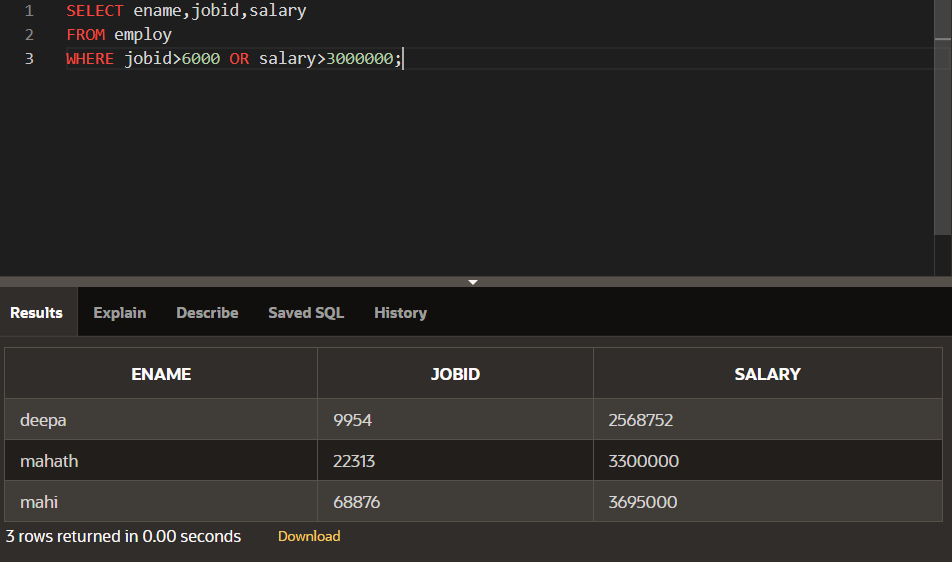 1 SELECT ename,jobid,salary
2 FROM employ
3 WHERE jobid>6000 OR salary>3000000;
Results Explain Describe Saved SQL History
ENAME JOBID SALARY
deepa 9954 2568752
mahath 22313 3300000
mahi 68876 3695000
3 rows returned in 0.00 seconds Download